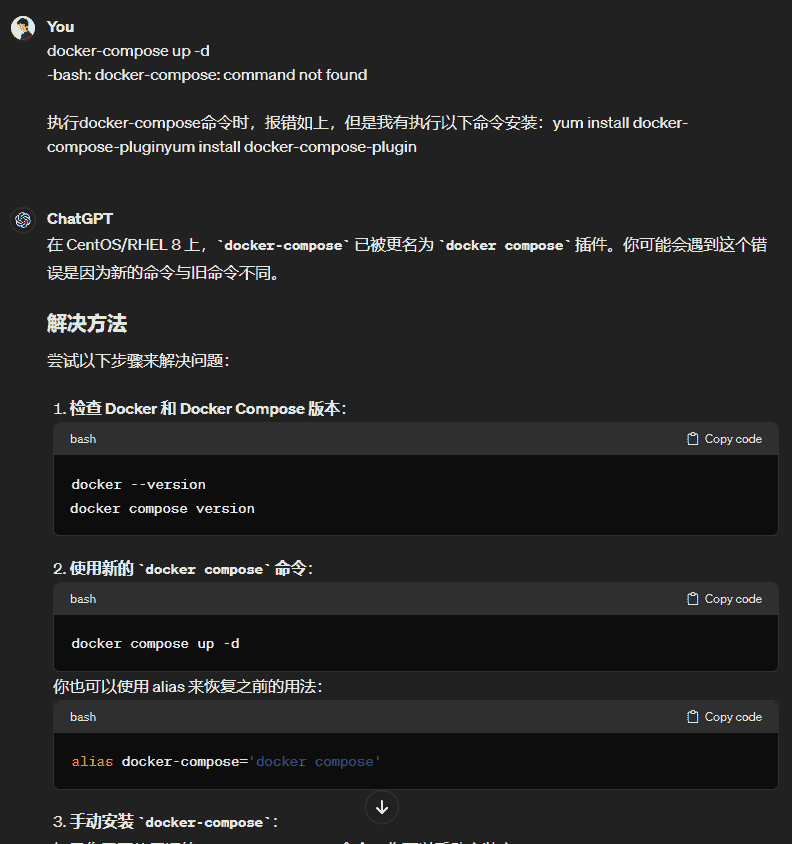 You
docker-compose up -d
-bash: docker-compose: command not found
执行docker-compose命令时，报错如上，但是我有执行以下命令安装：yum install docker-
compose-pluginyum install docker-compose-plugin
ChatGPT
在 CentOS/RHEL 8 上，`docker-compose` 已被更名为 `docker compose` 插件。你可能会遇到这个错
误是因为新的命令与旧命令不同。
解决方法
尝试以下步骤来解决问题：
1. 检查 Docker 和 Docker Compose 版本：
bash Copy code
docker --version
docker compose version
2. 使用新的 `docker compose` 命令：
bash Copy code
docker compose up -d
你也可以使用 alias 来恢复之前的用法：
bash Copy code
alias docker-compose='docker compose'
3. 手动安装 `docker-compose`：